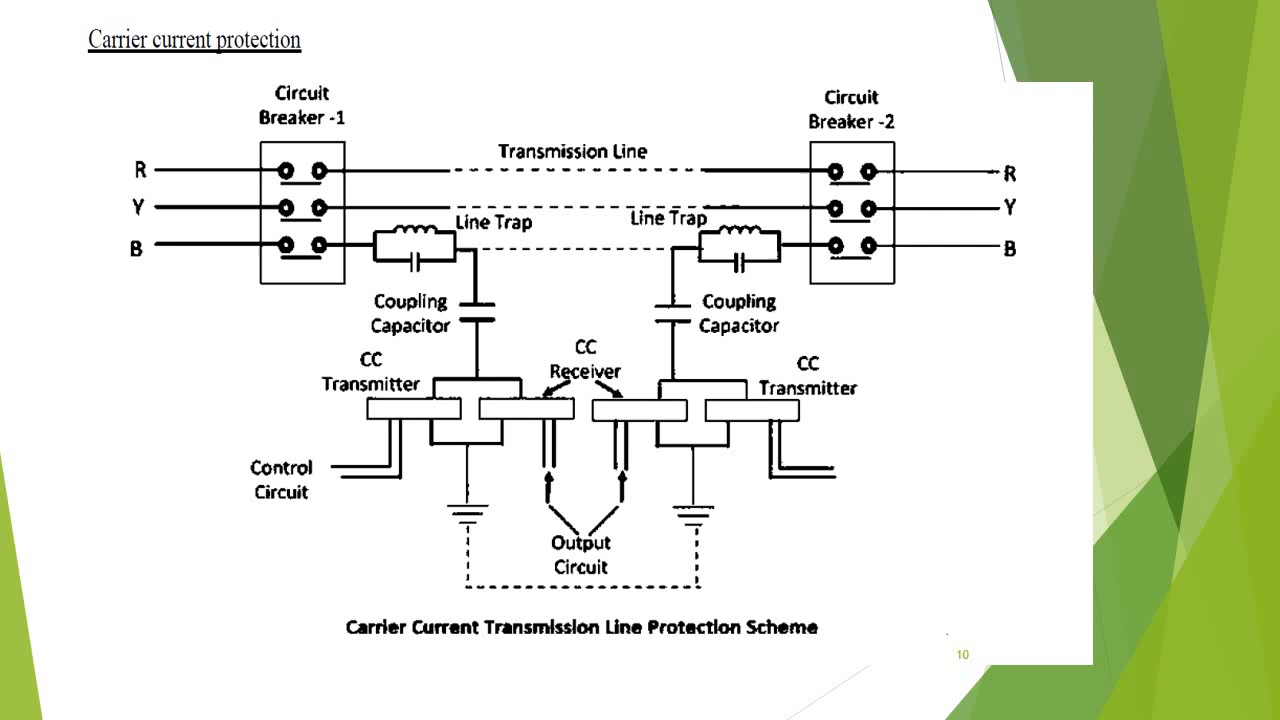 Carrier current protection
Circuit
Breaker -1
Circuit
Breaker -2
Transmission Line
R
R
Y
Y
Line Trap
Line Trap
B
B
Coupling
Capacitor
Coupling
Capacitor
CC
Transmitter
CC
Receiver
CC
Transmitter
Control
Circuit
Output
Circuit
Carrier Current Transmission Line Protection Scheme
10